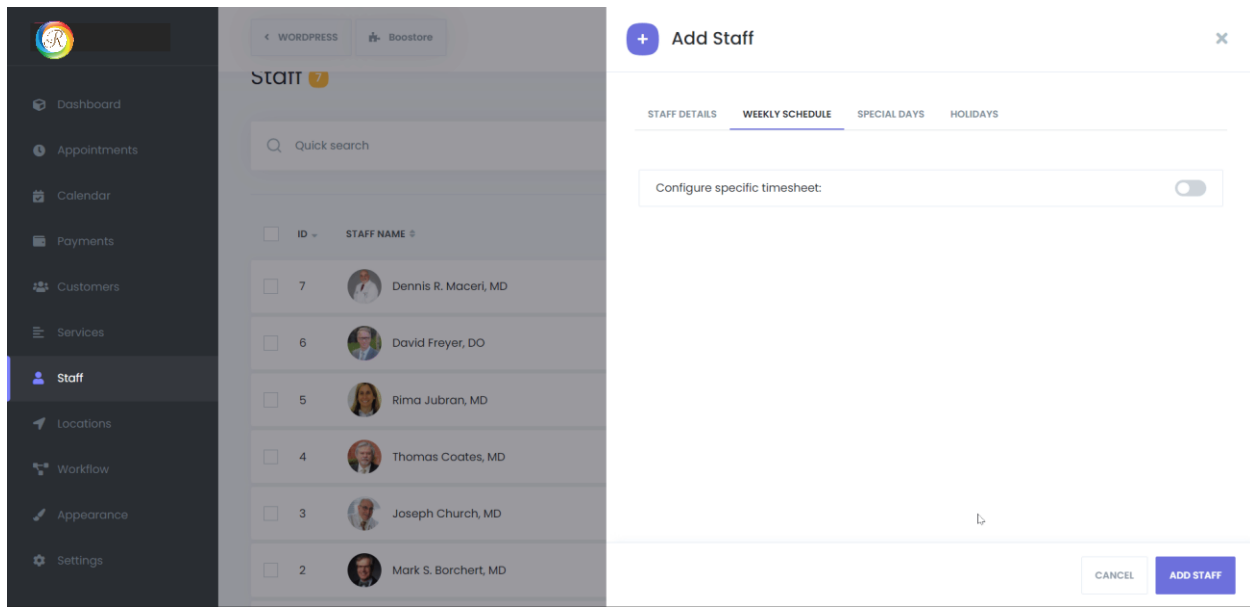 R
Dashboard
Appointments
Calendar
Payments
Customers
Services
Staff
Locations
Workflow
Appearance
Settings
< WORDPRESS
Boostore
Staff 7
Quick search
ID
STAFF NAME
7 Dennis R. Maceri, MD
6 David Freyer, DO
5 Rima Jubran, MD
4 Thomas Coates, MD
3 Joseph Church, MD
2 Mark S. Borchert, MD
+ Add Staff ×
STAFF DETAILS WEEKLY SCHEDULE SPECIAL DAYS HOLIDAYS
Configure specific timesheet:
CANCEL ADD STAFF